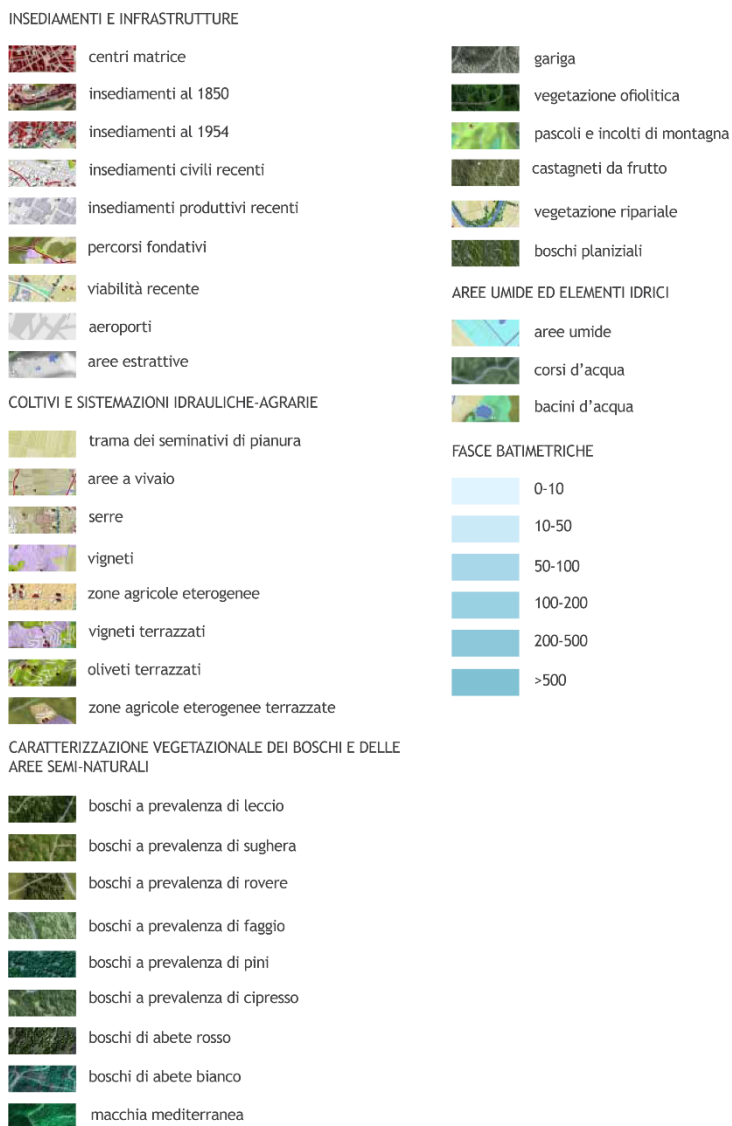 INSEDIAMENTI E INFRASTRUTTURE
centri matrice
insediamenti al 1850
insediamenti al 1954
insediamenti civili recenti
insediamenti produttivi recenti
percorsi fondativi
viabilità recente
aeroporti
aree estrattive
COLTIVI E SISTEMAZIONI IDRAULICHE-AGRARIE
trama dei seminativi di pianura
aree a vivaio
serre
vigneti
zone agricole eterogenee
vigneti terrazzati
oliveti terrazzati
zone agricole eterogenee terrazzate
CARATTERIZZAZIONE VEGETAZIONALE DEI BOSCHI E DELLE
AREE SEMI-NATURALI
boschi a prevalenza di leccio
boschi a prevalenza di sughera
boschi a prevalenza di rovere
boschi a prevalenza di faggio
boschi a prevalenza di pini
boschi a prevalenza di cipresso
boschi di abete rosso
boschi di abete bianco
macchia mediterranea
gariga
vegetazione ofiolitica
pascoli e incolti di montagna
castagneti da frutto
vegetazione ripariale
boschi planiziali
AREE UMIDE ED ELEMENTI IDRICI
aree umide
corsi d'acqua
bacini d'acqua
FASCE BATIMETRICHE
0-10
10-50
50-100
100-200
200-500
>500